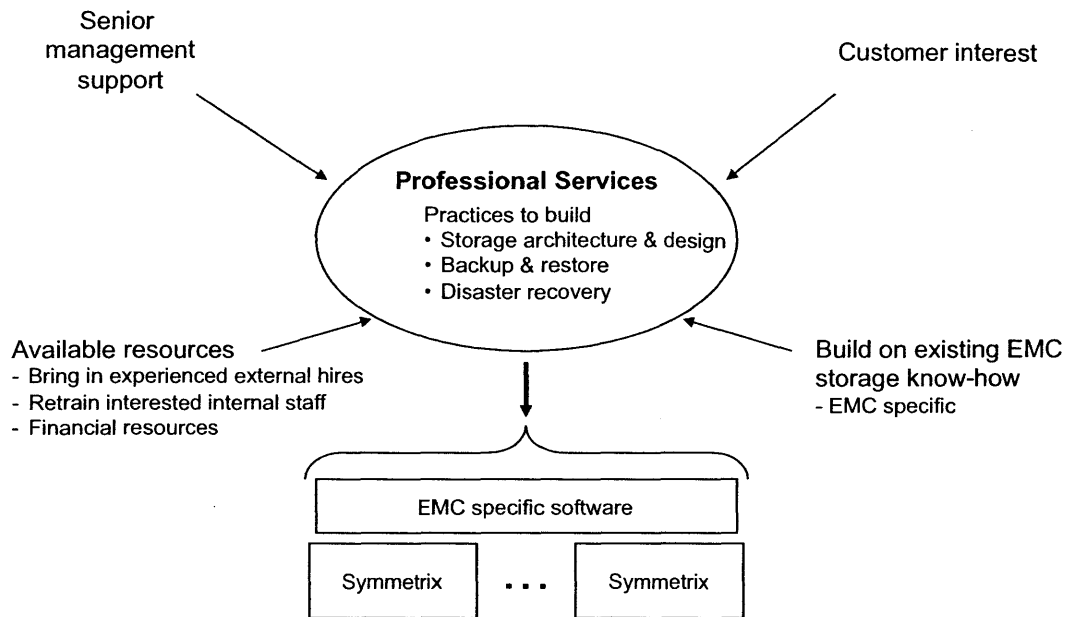 Senior
management
support
Customer interest
Professional Services
Practices to build
• Storage architecture & design
• Backup & restore
• Disaster recovery
Available resources
- Bring in experienced external hires
- Retrain interested internal staff
- Financial resources
Build on existing EMC
storage know-how
- EMC specific
EMC specific software
Symmetrix
. . .
Symmetrix